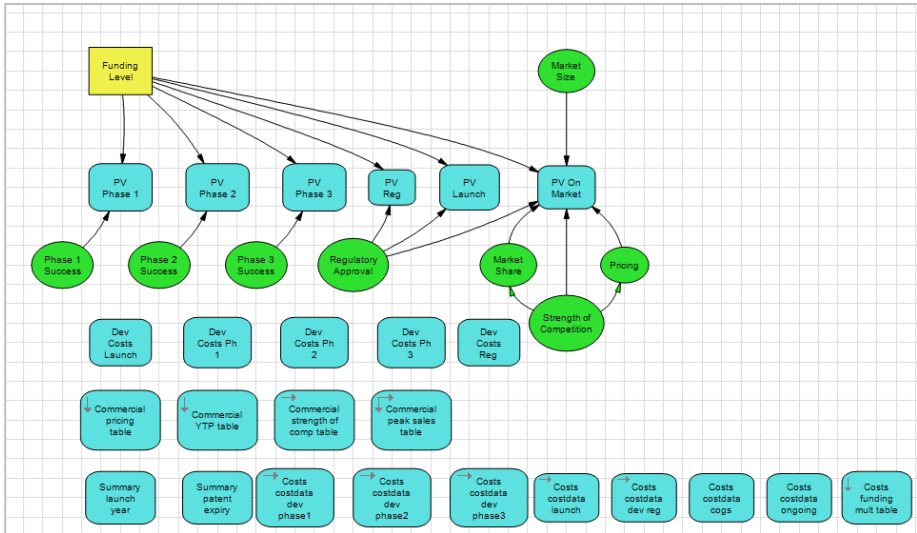 Funding
Level
Market
Size
PV
Phase 1
PV
Phase 2
PV
Phase 3
PV
Reg
PV
Launch
PV On
Market
Phase 1
Success
Phase 2
Success
Phase 3
Success
Regulatory
Approval
Market
Share
Pricing
Strength of
Competition
Dev
Costs
Launch
Dev
Costs Ph
1
Dev
Costs Ph
2
Dev
Costs Ph
3
Dev
Costs
Reg
Commercial
pricing
table
Commercial
YTP table
Commercial
strength of
comp table
Commercial
peak sales
table
Summary
launch
year
Summary
patent
expiry
Costs
costdata
dev
phase1
Costs
costdata
dev
phase2
Costs
costdata
dev
phase3
Costs
costdata
launch
Costs
costdata
dev reg
Costs
costdata
cogs
Costs
costdata
ongoing
Costs
funding
mult table